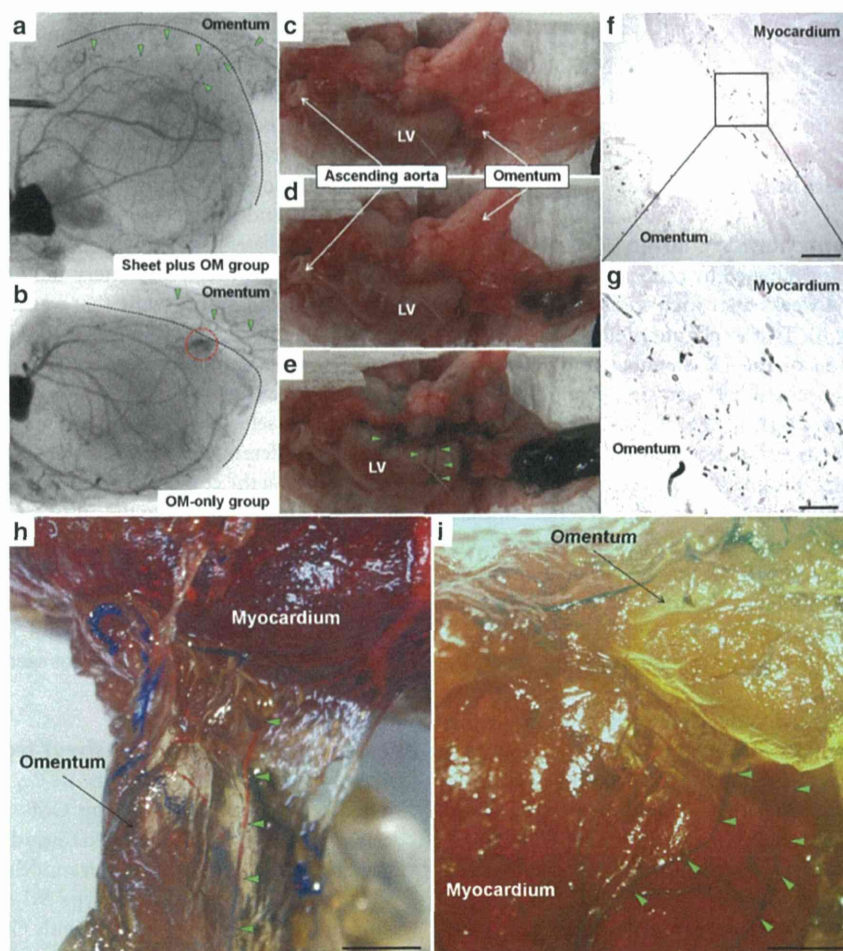 a
Omentum
Sheet plus OM group
b
Omentum
OM-only group
c
LV
Ascending aorta
Omentum
d
LV
e
LV
f
Myocardium
Omentum
g
Myocardium
Omentum
h
Myocardium
Omentum
i
Omentum
Myocardium